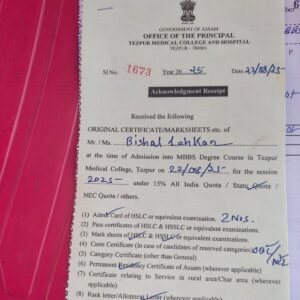 GOVERNMENT OF ASSAM
OFFICE OF THE PRINCIPAL
TEZPUR MEDICAL COLLEGE AND HOSPITAL
TEZPUR - 784010
Sl No. 1673 Year 20 25 Date 22/08/25
Acknowledgment Receipt
Received the following
ORIGINAL CERTIFICATE/MARKSHEETS etc. of
Mr / Ms. Bishal Lahkar
at the time of Admission into MBBS Degree Course in Tezpur
Medical College, Tezpur on 22/08/25 for the session
2025- under 15% All India Quota / State Quota /
NEC Quota / others.
(1) Admit Card of HSLC or equivalent examination. 2 Nos.
(2) Pass certificates of HSLC & HSSLC or equivalent examinations.
(3) Mark sheets of HSLC & HSSLC or equivalent examinations.
(4) Caste Certificate (in case of candidates of reserved categories) OBC/NCL
(5) Category Certificate (other than General)
(6) Permanent Residency Certificate of Assam (wherever applicable)
(7) Certificate relating to Service in rural area/Char area (wherever
applicable)
(8) Rank letter/Allotment Letter (wherever applicable)